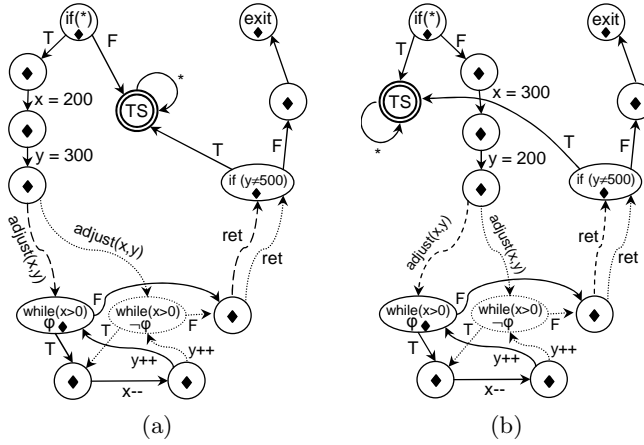 if(*)
T
F
x = 200
y = 300
TS
*
exit
T
F
if (y≠500)
adjust(x,y)
adjust(x,y)
ret
ret
while(x>0)
φ
F
while(x>0)
¬φ
F
T
T
y++
y++
x--
(a)
if(*)
T
F
TS
*
x = 300
y = 200
exit
T
F
if (y≠500)
adjust(x,y)
adjust(x,y)
ret
ret
while(x>0)
φ
F
while(x>0)
¬φ
F
T
T
y++
y++
x--
(b)